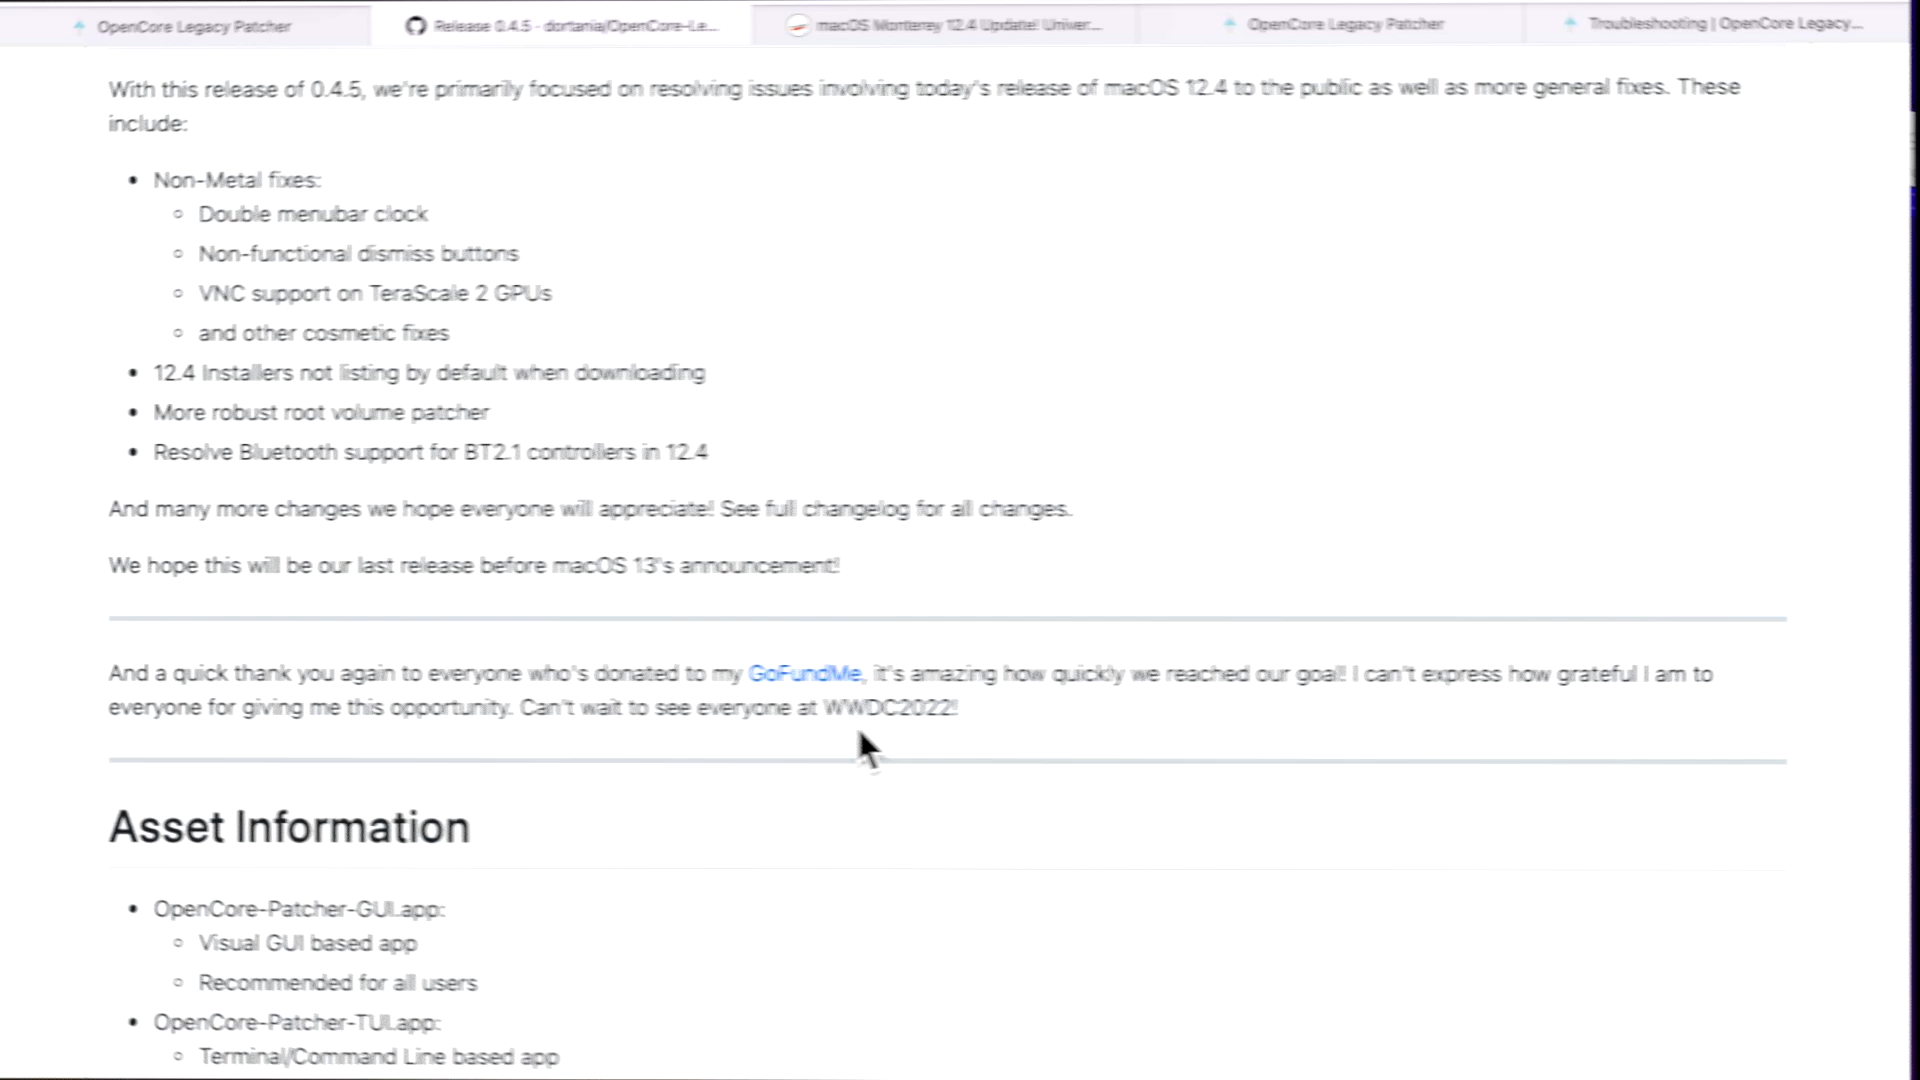 OpenCore Legacy Patcher
Release 0.4.5 · dortania/OpenCore-Le...
macOS Monterey 12.4 Update! Univer...
OpenCore Legacy Patcher
Troubleshooting | OpenCore Legacy...
With this release of 0.4.5, we're primarily focused on resolving issues involving today's release of macOS 12.4 to the public as well as more general fixes. These
include:
• Non-Metal fixes:
○ Double menubar clock
○ Non-functional dismiss buttons
○ VNC support on TeraScale 2 GPUs
○ and other cosmetic fixes
• 12.4 Installers not listing by default when downloading
• More robust root volume patcher
• Resolve Bluetooth support for BT2.1 controllers in 12.4
And many more changes we hope everyone will appreciate! See full changelog for all changes.
We hope this will be our last release before macOS 13's announcement!
And a quick thank you again to everyone who's donated to my GoFundMe, it's amazing how quickly we reached our goal! I can't express how grateful I am to
everyone for giving me this opportunity. Can't wait to see everyone at WWDC2022!
Asset Information
• OpenCore-Patcher-GUI.app:
○ Visual GUI based app
○ Recommended for all users
• OpenCore-Patcher-TUI.app:
○ Terminal/Command Line based app